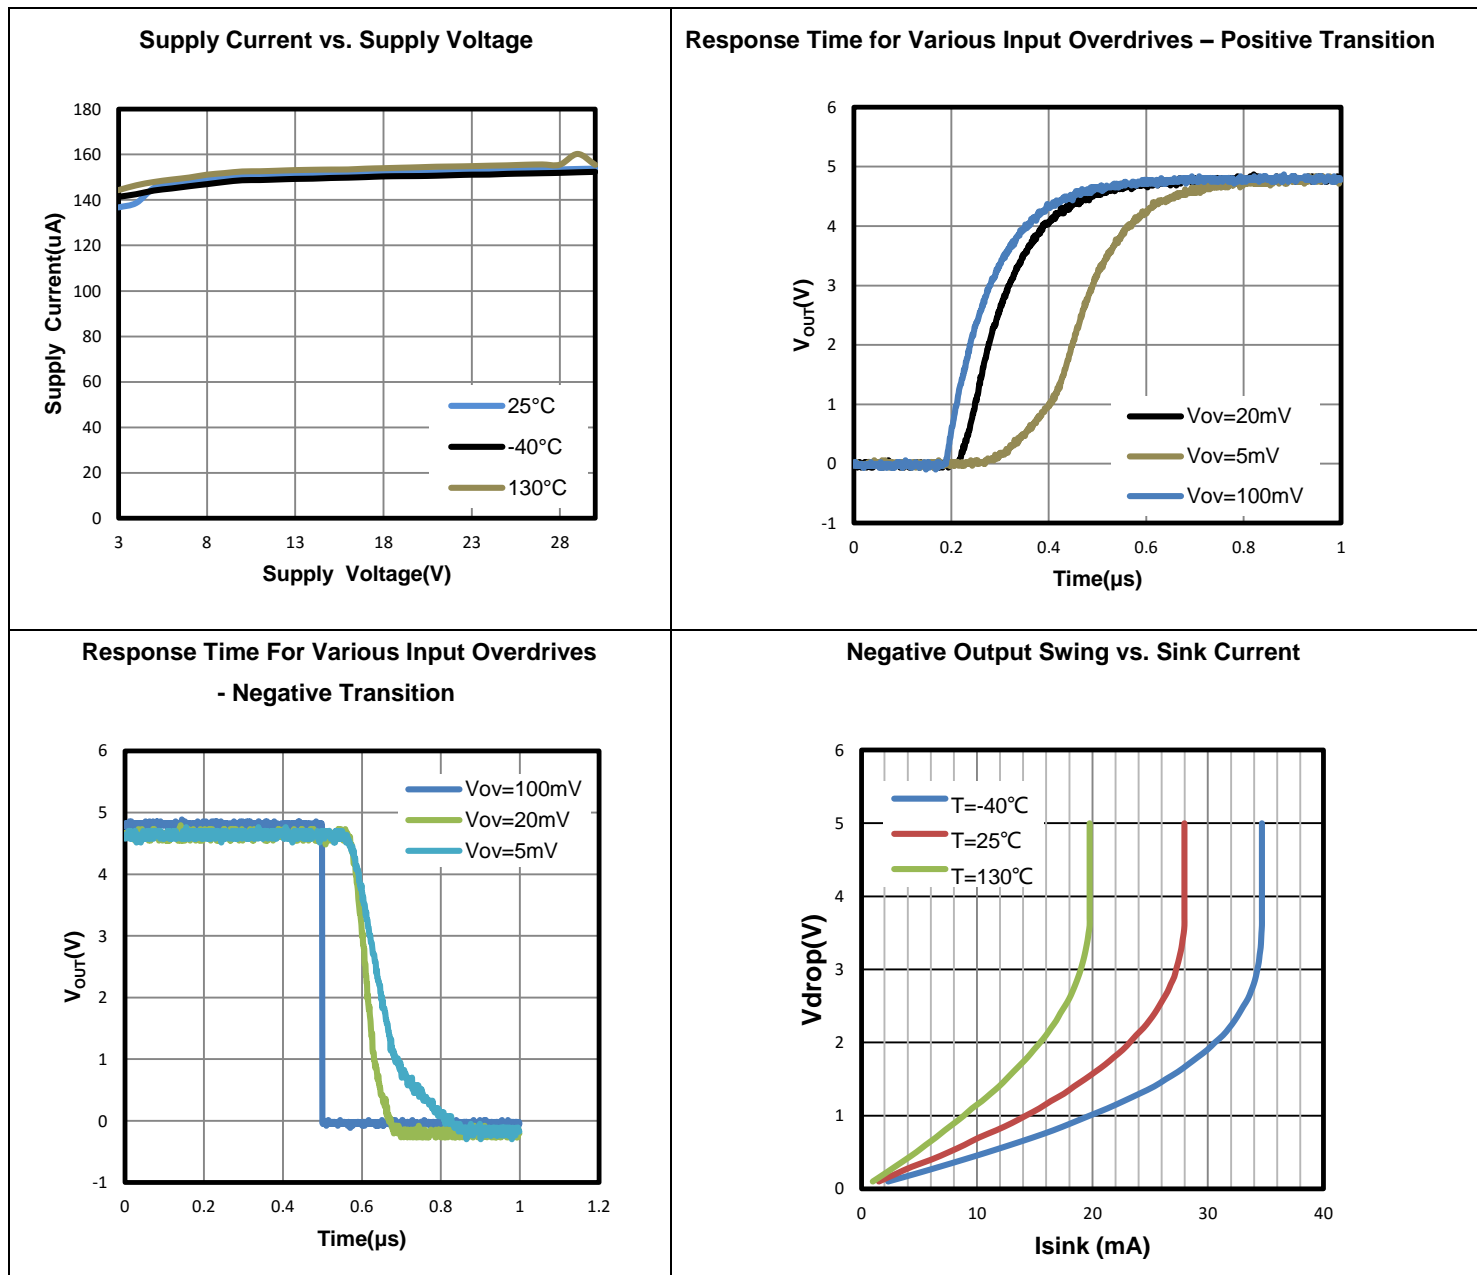 Supply Current vs. Supply Voltage
180
160
140
120
100
80
60
40
20
0
Supply Current(uA)
25°C
-40°C
130°C
3 8 13 18 23 28
Supply Voltage(V)
Response Time for Various Input Overdrives – Positive Transition
6
5
4
3
2
1
0
-1
VOUT(V)
Vov=20mV
Vov=5mV
Vov=100mV
0 0.2 0.4 0.6 0.8 1
Time(µs)
Response Time For Various Input Overdrives
- Negative Transition
6
5
4
3
2
1
0
-1
VOUT(V)
Vov=100mV
Vov=20mV
Vov=5mV
0 0.2 0.4 0.6 0.8 1 1.2
Time(µs)
Negative Output Swing vs. Sink Current
6
5
4
3
2
1
0
Vdrop(V)
T=-40℃
T=25℃
T=130℃
0 10 20 30 40
Isink (mA)